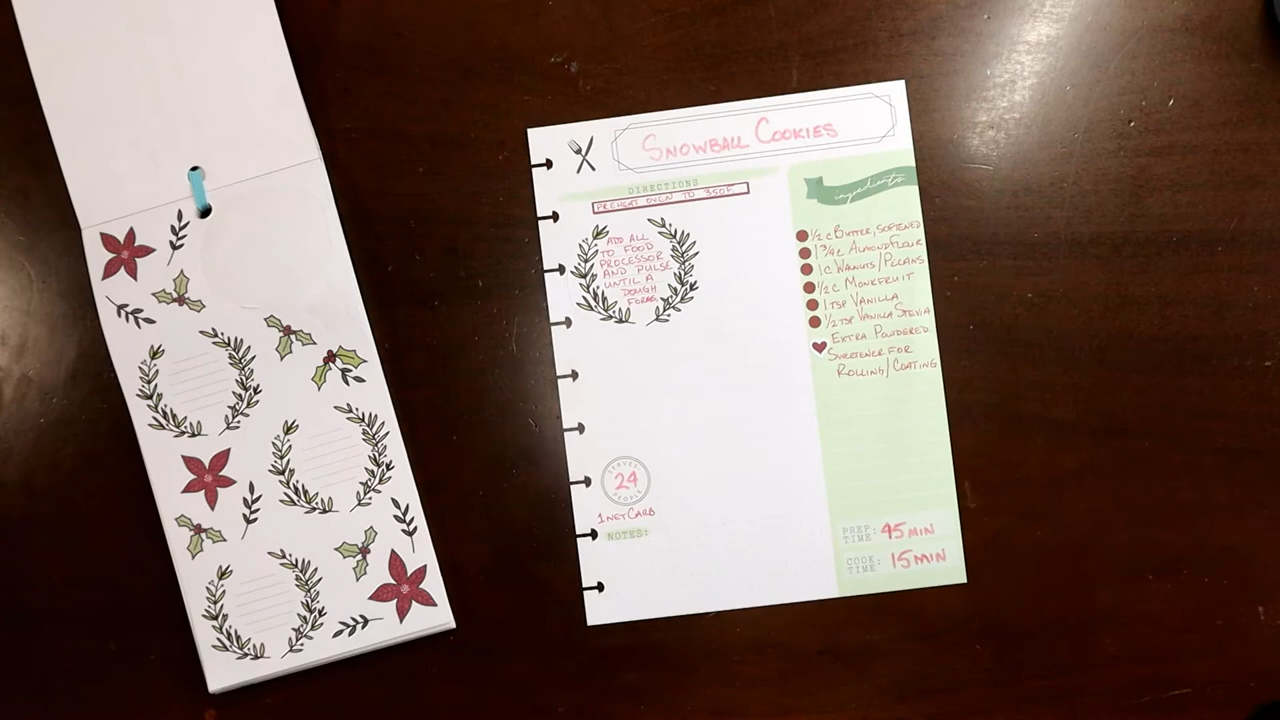 SNOWBALL COOKIES
DIRECTIONS
PREHEAT OVEN TO 350F.
ADD ALL
TO FOOD
PROCESSOR
AND PULSE
UNTIL A
DOUGH
FORMS.
SERVES
24
PEOPLE
1 NET CARB
NOTES:
ingredients
1/2 C BUTTER, SOFTENED
1 3/4 C ALMOND FLOUR
1 C WALNUTS/PECANS
1/2 C MONKFRUIT
1 TSP VANILLA
1/2 TSP VANILLA STEVIA
EXTRA POWDERED
SWEETENER FOR
ROLLING/COATING
PREP TIME: 45 MIN
COOK TIME: 15 MIN